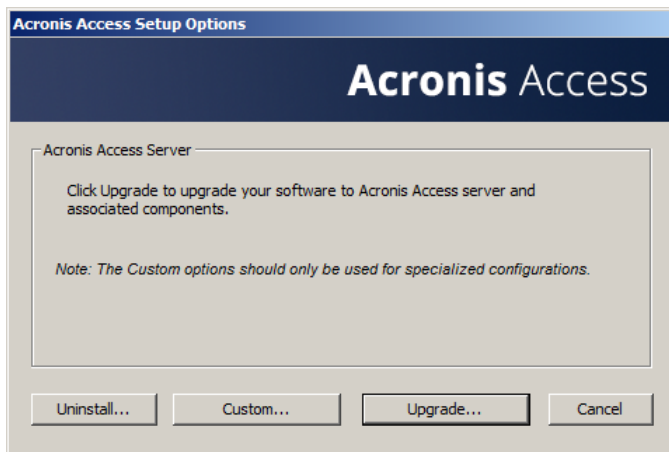 Acronis Access Setup Options
Acronis Access
Acronis Access Server
Click Upgrade to upgrade your software to Acronis Access server and
associated components.
Note: The Custom options should only be used for specialized configurations.
Uninstall... Custom... Upgrade... Cancel